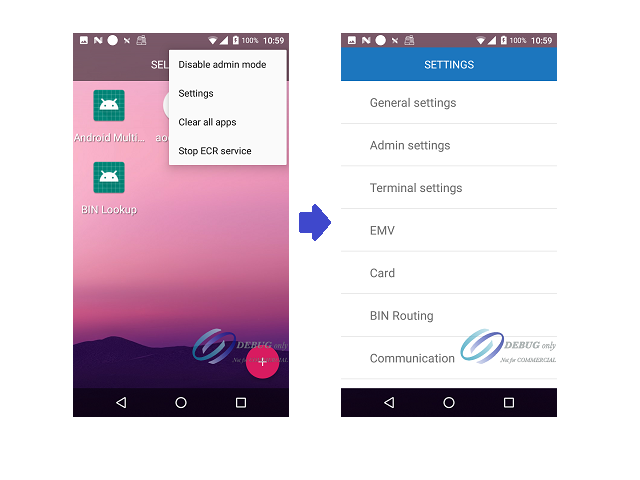 100% 10:59
SEL
Disable admin mode
Settings
Clear all apps
Stop ECR service
Android Multi...
BIN Lookup
DEBUG only
Not for COMMERCIAL
100% 10:59
SETTINGS
General settings
Admin settings
Terminal settings
EMV
Card
BIN Routing
Communication
DEBUG only
Not for COMMERCIAL